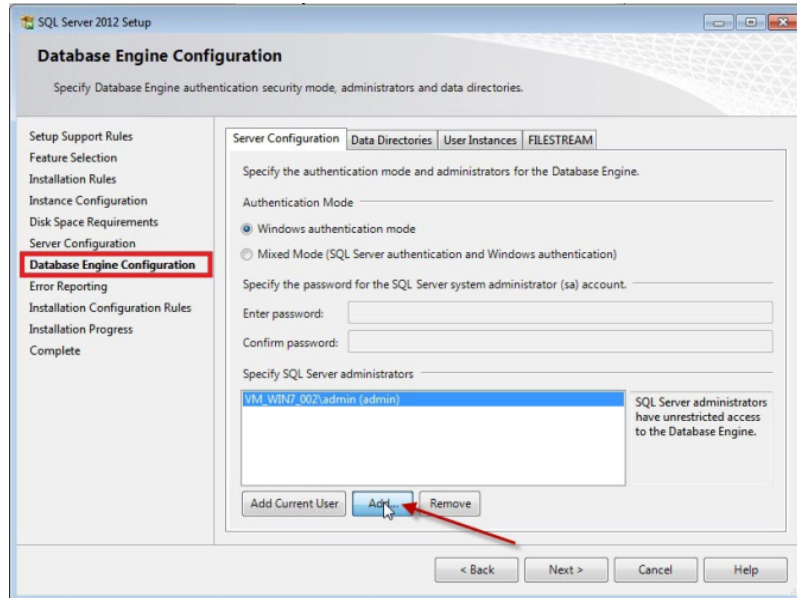 SQL Server 2012 Setup
Database Engine Configuration
Specify Database Engine authentication security mode, administrators and data directories.
Setup Support Rules
Feature Selection
Installation Rules
Instance Configuration
Disk Space Requirements
Server Configuration
Database Engine Configuration
Error Reporting
Installation Configuration Rules
Installation Progress
Complete
Server Configuration Data Directories User Instances FILESTREAM
Specify the authentication mode and administrators for the Database Engine.
Authentication Mode
Windows authentication mode
Mixed Mode (SQL Server authentication and Windows authentication)
Specify the password for the SQL Server system administrator (sa) account.
Enter password:
Confirm password:
Specify SQL Server administrators
VM_WIN7_002\admin (admin)
SQL Server administrators
have unrestricted access
to the Database Engine.
Add Current User Add... Remove
< Back Next > Cancel Help